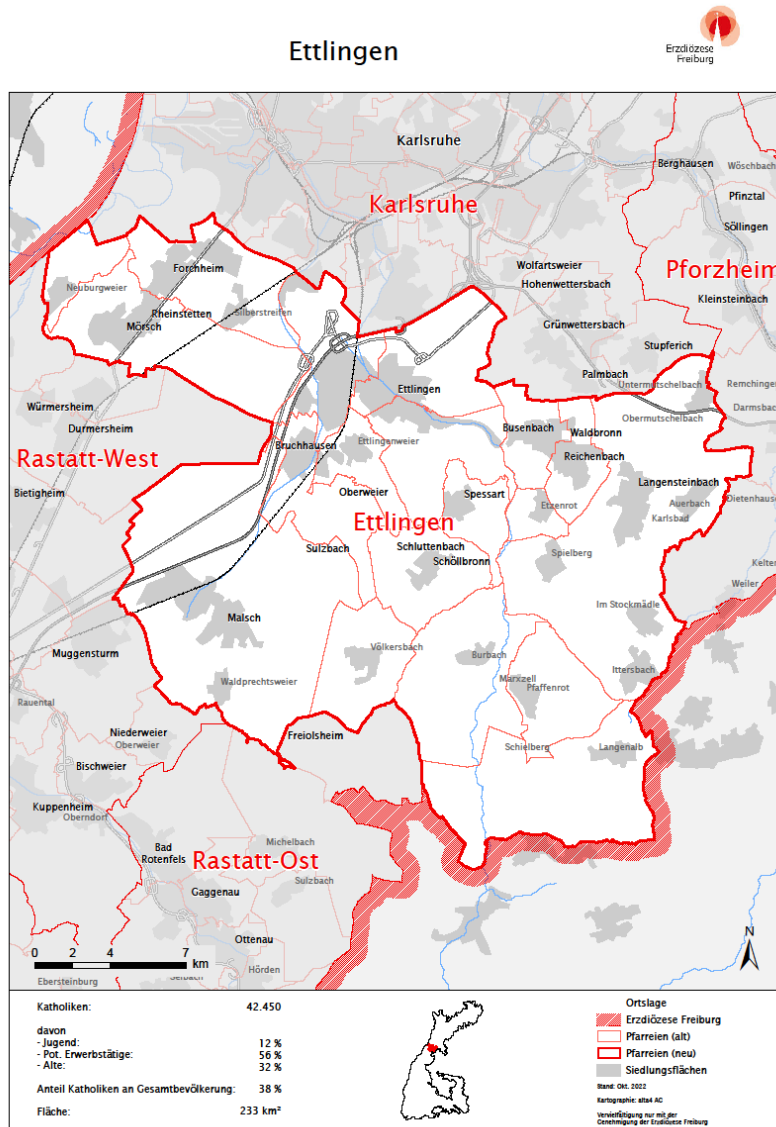 Ettlingen
Erzdiözese
Freiburg
Karlsruhe
Berghausen
Wöschbach
Karlsruhe
Pfinztal
Söllingen
Wolfartsweier
Hohenwettersbach
Pforzheim
Forchheim
Neuburgweier
Kleinsteinbach
Rheinstetten
Silberstreifen
Mörsch
Grünwettersbach
Stupferich
Palmbach
Untermutschelbach
Remchingen
Ettlingen
Würmersheim
Darmsbach
Obermutschelbach
Durmersheim
Busenbach
Waldbronn
Bruchhausen
Ettlingenweier
Reichenbach
Rastatt-West
Langensteinbach
Bietigheim
Oberweier
Spessart
Etzenrot
Auerbach
Dietenhausen
Karlsbad
Ettlingen
Sulzbach
Schluttenbach
Schöllbronn
Spielberg
Weiler
Im Stockmädle
Malsch
Muggensturm
Völkersbach
Burbach
Ittersbach
Waldprechtsweier
Marxzell
Pfaffenrot
Rauental
Niederweier
Oberweier
Freiolsheim
Schielberg
Langenalb
Bischweier
Kuppenheim
Oberndorf
Bad
Rotenfels
Michelbach
Rastatt-Ost
Sulzbach
Gaggenau
Ottenau
N
0 2 4 7
km
Hörden
Ebersteinburg
Katholiken: 42.450
davon
- Jugend: 12 %
- Pot. Erwerbstätige: 56 %
- Alte: 32 %
Anteil Katholiken an Gesamtbevölkerung: 38 %
Fläche: 233 km²
Ortslage
Erzdiözese Freiburg
Pfarreien (alt)
Pfarreien (neu)
Siedlungsflächen
Stand: Okt. 2022
Kartographie: alta4 AG
Vervielfältigung nur mit der
Genehmigung der Erzdiözese Freiburg